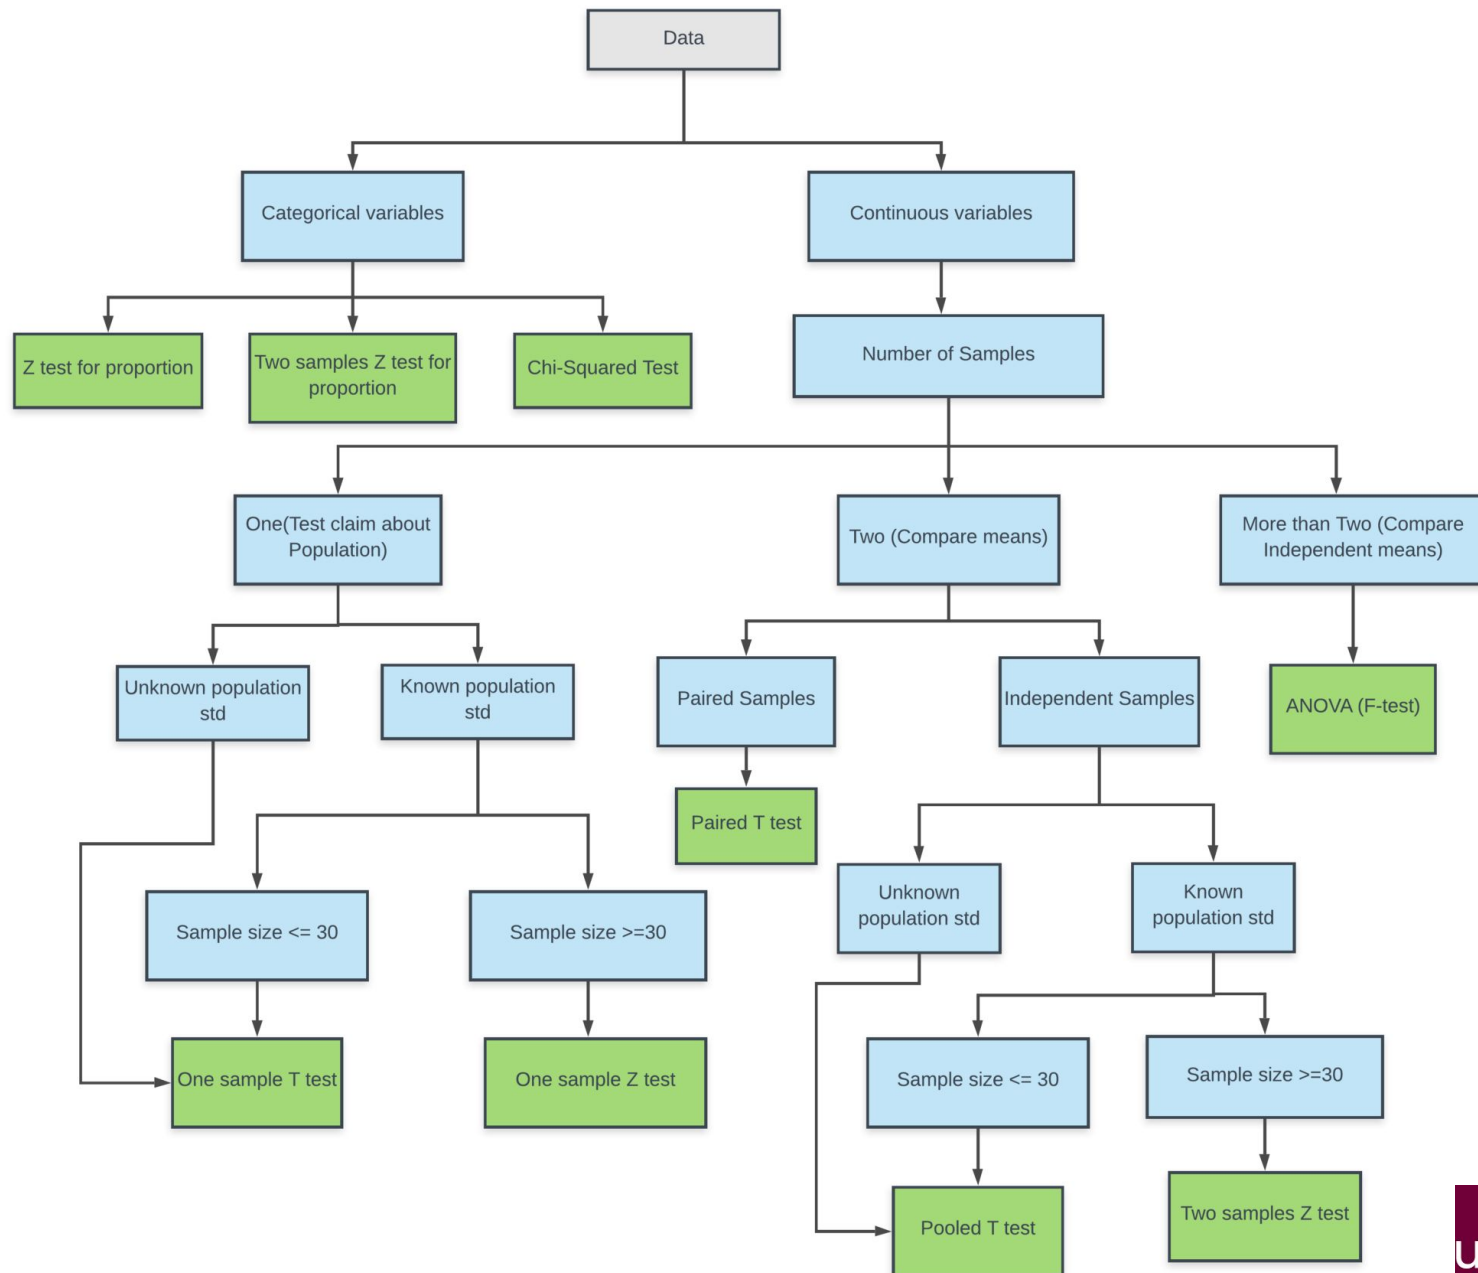 Data
Categorical variables
Continuous variables
Z test for proportion
Two samples Z test for
proportion
Chi-Squared Test
Number of Samples
One(Test claim about
Population)
Two (Compare means)
More than Two (Compare
Independent means)
Unknown population
std
Known population
std
Paired Samples
Independent Samples
ANOVA (F-test)
Paired T test
Sample size <= 30
Sample size >=30
Unknown
population std
Known
population std
One sample T test
One sample Z test
Sample size <= 30
Sample size >=30
Pooled T test
Two samples Z test
u